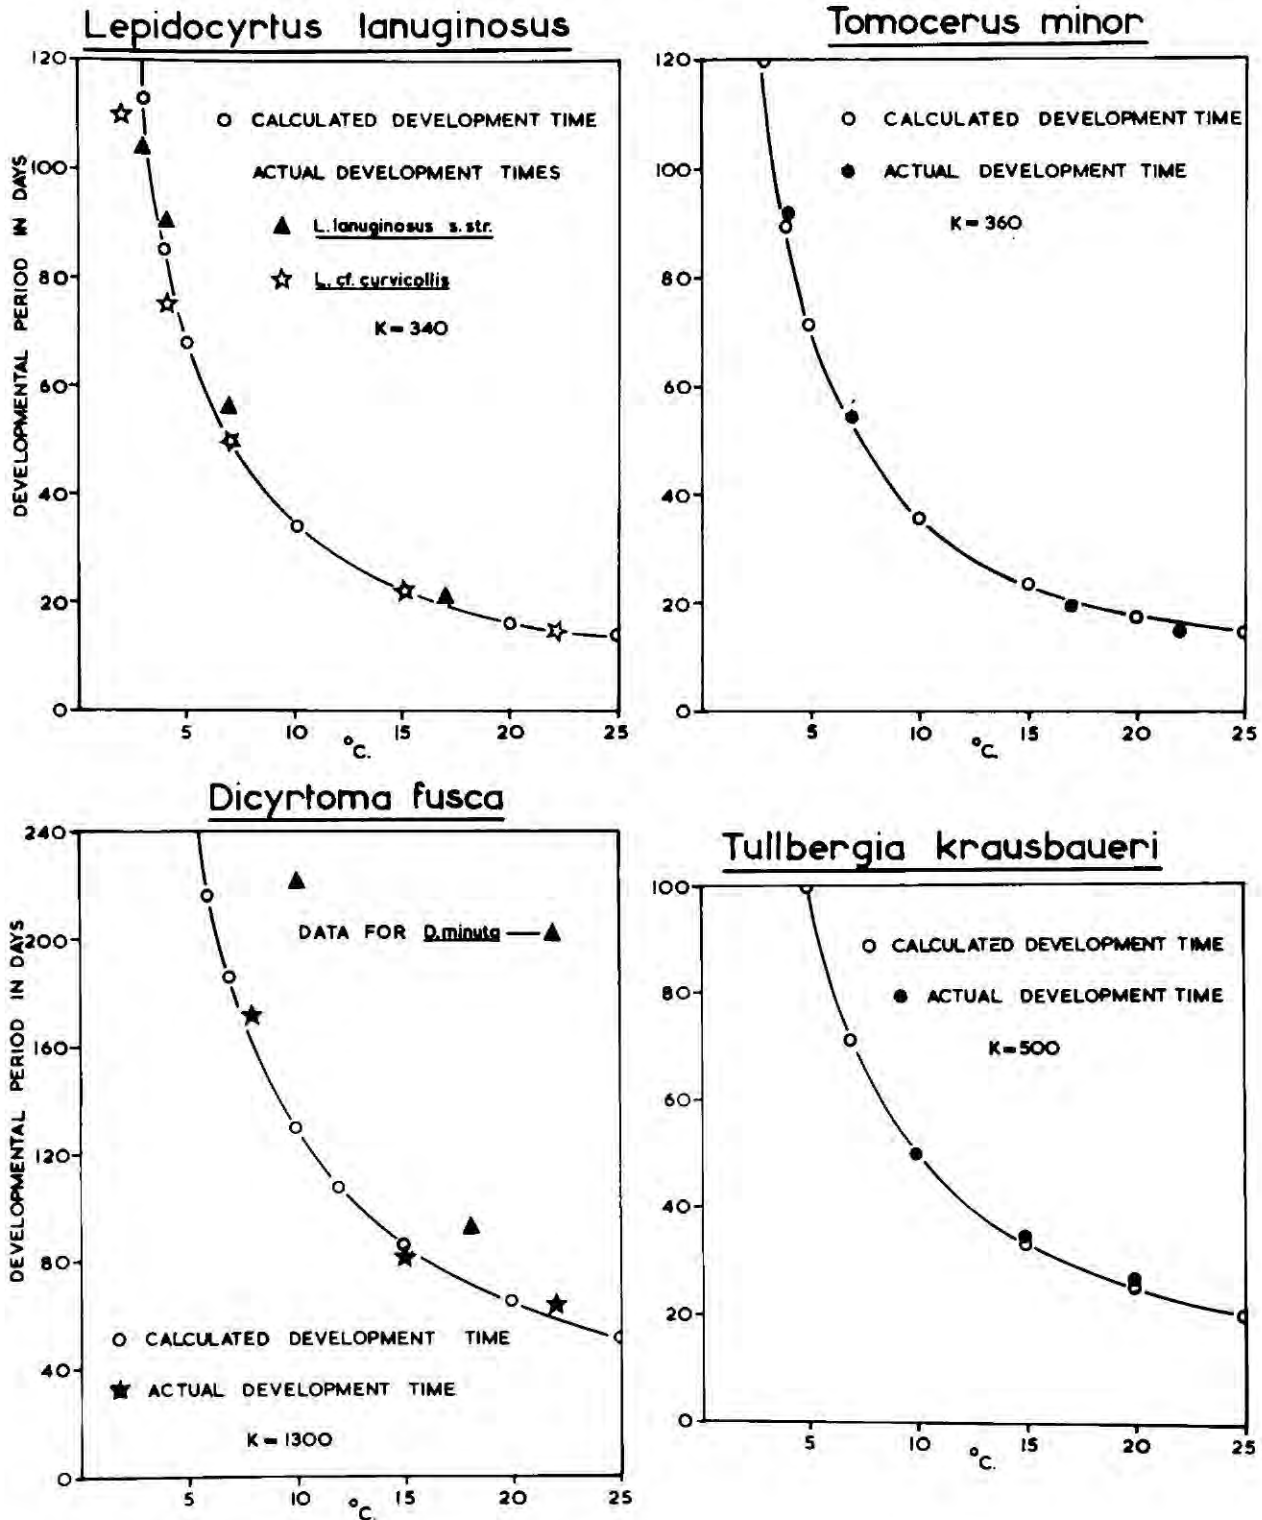 Lepidocyrtus lanuginosus
DEVELOPMENTAL PERIOD IN DAYS
120
100
80
60
40
20
0
5
10
15
20
25
°C.
CALCULATED DEVELOPMENT TIME
ACTUAL DEVELOPMENT TIMES
L. lanuginosus s. str.
L. cf. curvicollis
K=340
Tomocerus minor
120
100
80
60
40
20
0
5
10
15
20
25
°C.
CALCULATED DEVELOPMENT TIME
ACTUAL DEVELOPMENT TIME
K=360
Dicyrtoma fusca
DEVELOPMENTAL PERIOD IN DAYS
240
200
160
120
80
40
0
5
10
15
20
25
°C.
DATA FOR D. minuta —
CALCULATED DEVELOPMENT TIME
ACTUAL DEVELOPMENT TIME
K=1300
Tullbergia krausbaueri
100
80
60
40
20
0
5
10
15
20
25
°C.
CALCULATED DEVELOPMENT TIME
ACTUAL DEVELOPMENT TIME
K=500